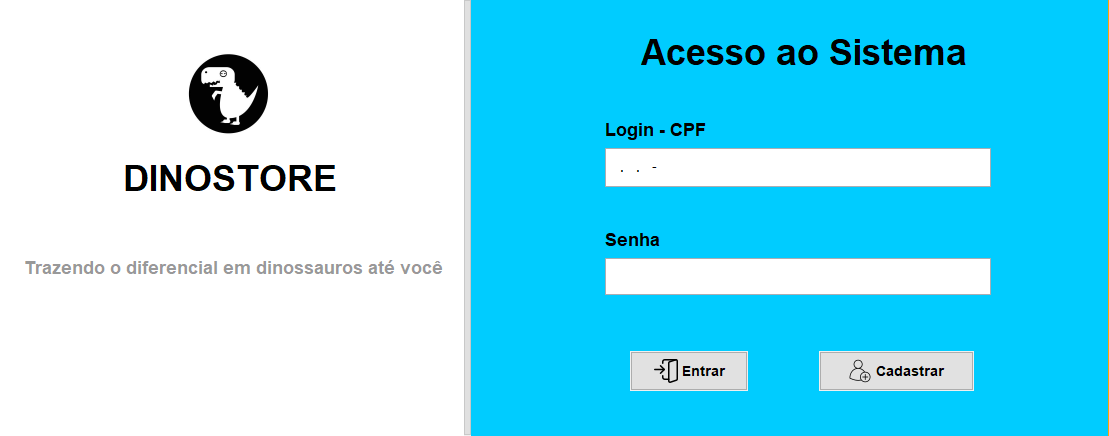 DINOSTORE
Trazendo o diferencial em dinossauros até você
Acesso ao Sistema
Login - CPF
. . -
Senha
Entrar
Cadastrar